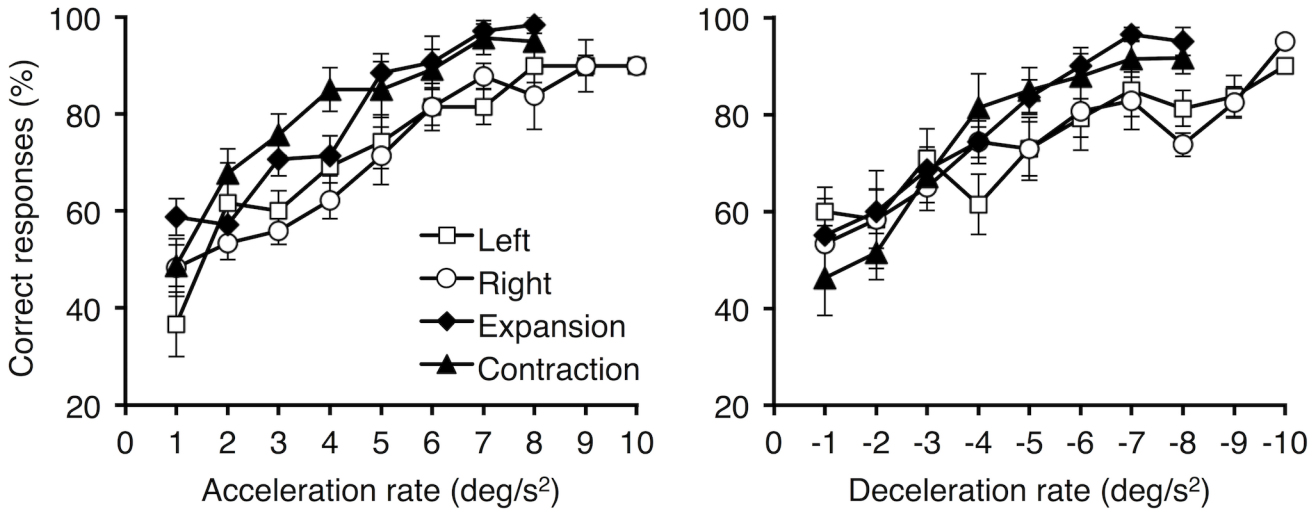 100
80
60
40
20
Correct responses (%)
0 1 2 3 4 5 6 7 8 9 10
Acceleration rate (deg/s²)
Left
Right
Expansion
Contraction
100
80
60
40
20
0 -1 -2 -3 -4 -5 -6 -7 -8 -9 -10
Deceleration rate (deg/s²)